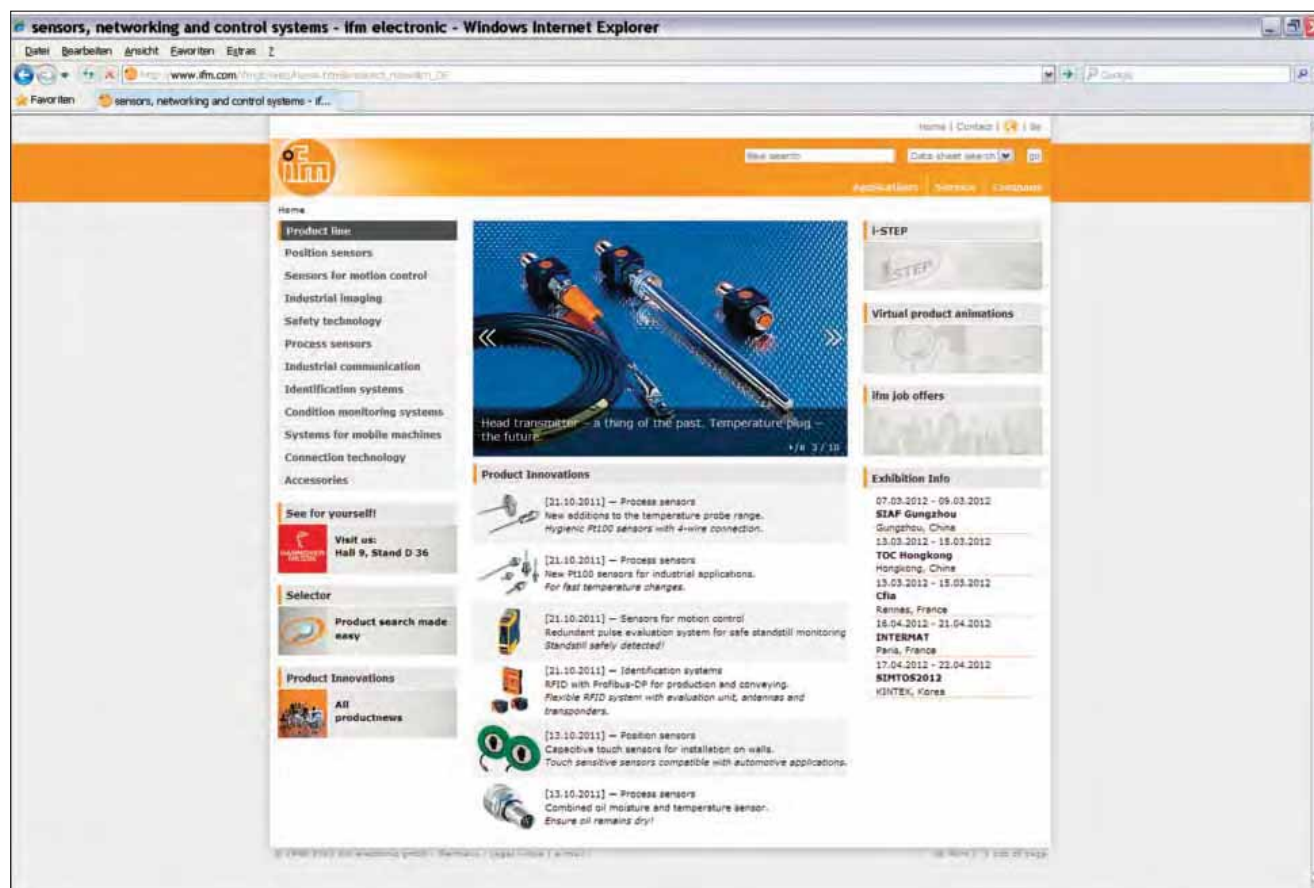 sensors, networking and control systems - ifm electronic - Windows Internet Explorer
Datei Bearbeiten Ansicht Favoriten Extras ?
www.ifm.com
Favoriten sensors, networking and control systems - if...
Home | Contact |
ifm
New search Data sheet search go
Applications Service Company
Home
Product line
Position sensors
Sensors for motion control
Industrial imaging
Safety technology
Process sensors
Industrial communication
Identification systems
Condition monitoring systems
Systems for mobile machines
Connection technology
Accessories
See for yourself!
HANNOVER MESSE
Visit us:
Hall 9, Stand D 36
Selector
Product search made
easy
Product Innovations
All
productnews
Head transmitter – a thing of the past. Temperature plug –
the future.
3 / 10
Product Innovations
[21.10.2011] — Process sensors
New additions to the temperature probe range.
Hygienic Pt100 sensors with 4-wire connection.
[21.10.2011] — Process sensors
New Pt100 sensors for industrial applications.
For fast temperature changes.
[21.10.2011] — Sensors for motion control
Redundant pulse evaluation system for safe standstill monitoring
Standstill safely detected!
[21.10.2011] — Identification systems
RFID with Profibus-DP for production and conveying.
Flexible RFID system with evaluation unit, antennas and
transponders.
[13.10.2011] — Position sensors
Capacitive touch sensors for installation on walls.
Touch sensitive sensors compatible with automotive applications.
[13.10.2011] — Process sensors
Combined oil moisture and temperature sensor.
Ensure oil remains dry!
i-STEP
i STEP
Virtual product animations
ifm job offers
Exhibition Info
07.03.2012 - 09.03.2012
SIAF Gungzhou
Gungzhou, China
13.03.2012 - 15.03.2012
TOC Hongkong
Hongkong, China
13.03.2012 - 15.03.2012
Cfia
Rennes, France
16.04.2012 - 21.04.2012
INTERMAT
Paris, France
17.04.2012 - 22.04.2012
SIMTOS2012
KINTEX, Korea
top of page